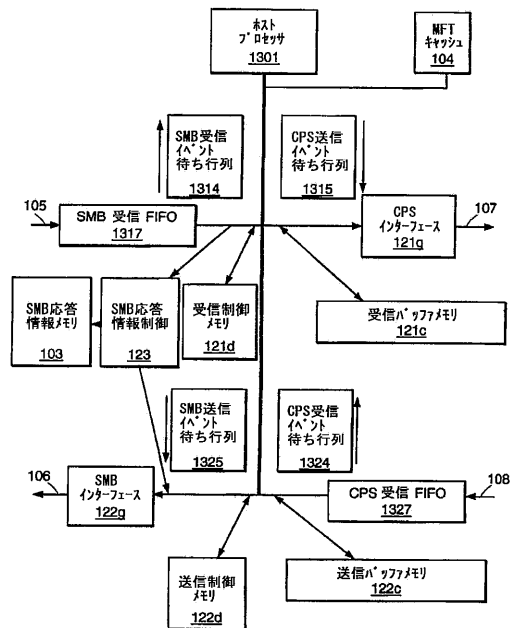 ホスト
プロセッサ
1301
MFT
キャッシュ
104
SMB受信
イベント
待ち行列
1314
CPS送信
イベント
待ち行列
1315
105
SMB 受信 FIFO
1317
CPS
インターフェース
121g
107
SMB応答
情報メモリ
103
SMB応答
情報制御
123
受信制御
メモリ
121d
受信バッファメモリ
121c
SMB送信
イベント
待ち行列
1325
CPS受信
イベント
待ち行列
1324
106
SMB
インターフェース
122g
CPS 受信 FIFO
1327
108
送信制御
メモリ
122d
送信バッファメモリ
122c